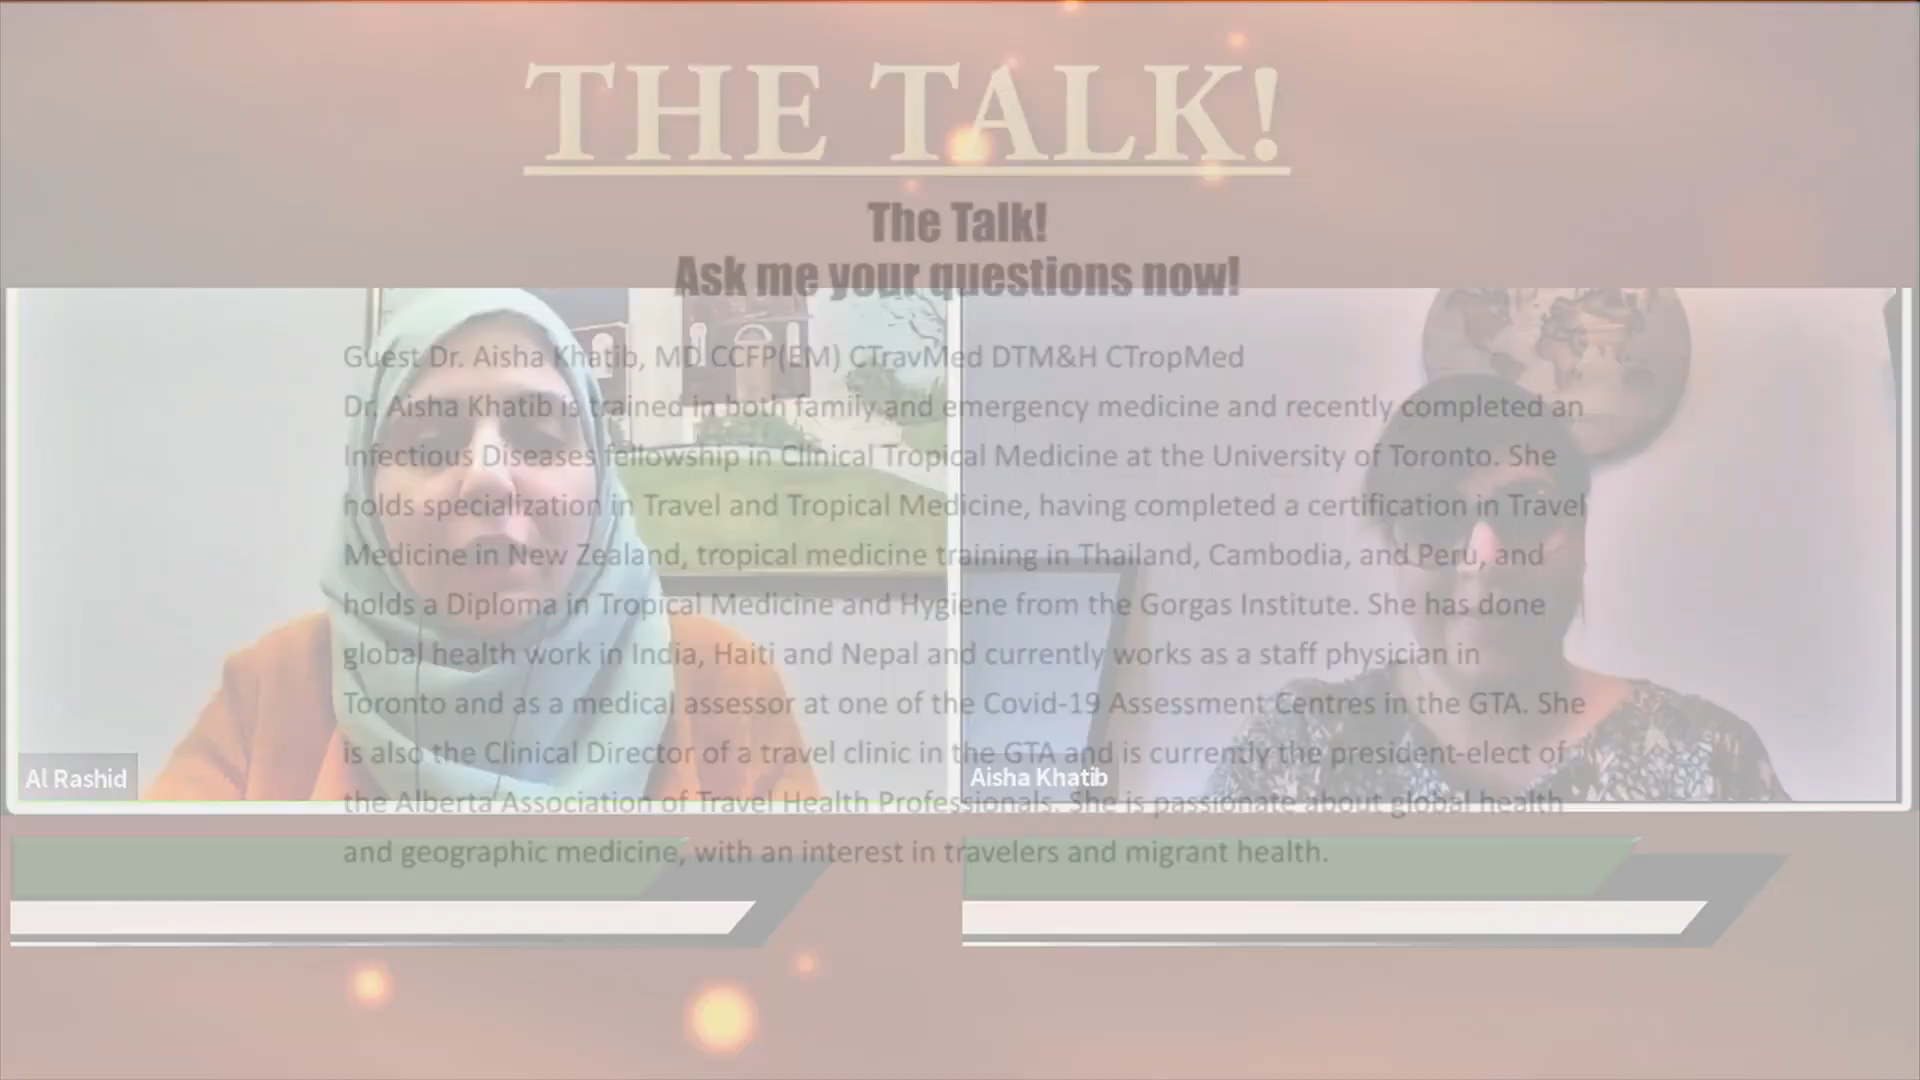 THE TALK!
The Talk!
Ask me your questions now!
Guest Dr. Aisha Khatib, MD CCFP(EM) CTravMed DTM&H CTropMed
Dr. Aisha Khatib is trained in both family and emergency medicine and recently completed an
Infectious Diseases fellowship in Clinical Tropical Medicine at the University of Toronto. She
holds specialization in Travel and Tropical Medicine, having completed a certification in Travel
Medicine in New Zealand, tropical medicine training in Thailand, Cambodia, and Peru, and
holds a Diploma in Tropical Medicine and Hygiene from the Gorgas Institute. She has done
global health work in India, Haiti and Nepal and currently works as a staff physician in
Toronto and as a medical assessor at one of the Covid-19 Assessment Centres in the GTA. She
is also the Clinical Director of a travel clinic in the GTA and is currently the president-elect of
the Alberta Association of Travel Health Professionals. She is passionate about global health
and geographic medicine, with an interest in travelers and migrant health.
Al Rashid
Aisha Khatib